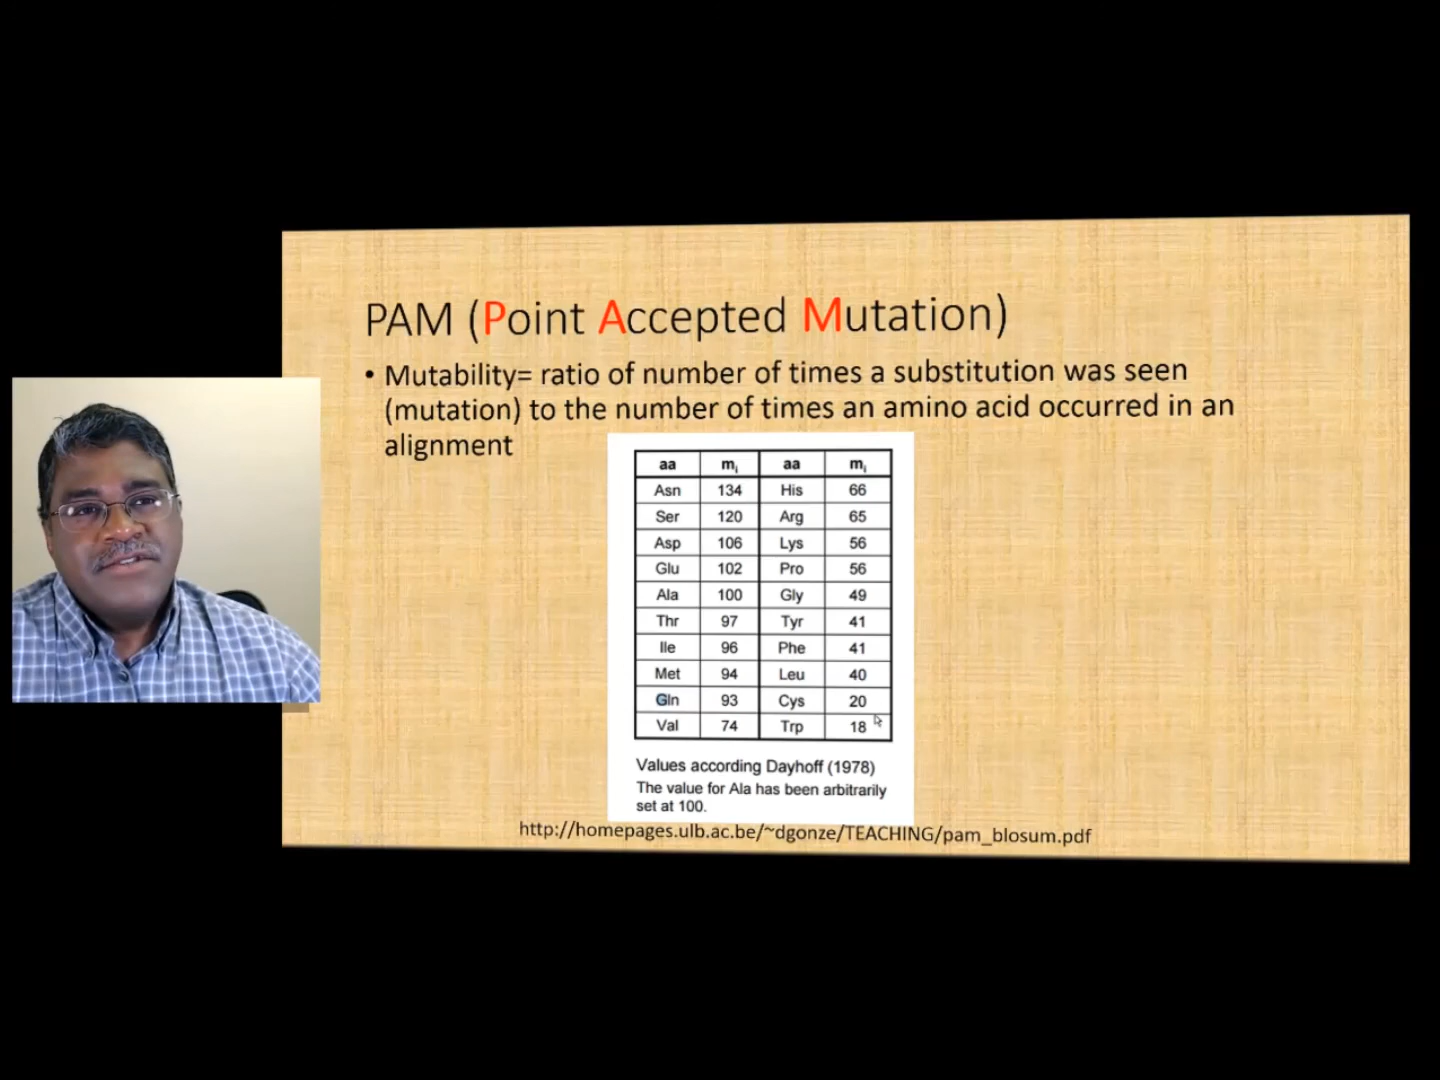 PAM (Point Accepted Mutation)
• Mutability= ratio of number of times a substitution was seen
(mutation) to the number of times an amino acid occurred in an
alignment
aa mi aa mi
Asn 134 His 66
Ser 120 Arg 65
Asp 106 Lys 56
Glu 102 Pro 56
Ala 100 Gly 49
Thr 97 Tyr 41
Ile 96 Phe 41
Met 94 Leu 40
Gln 93 Cys 20
Val 74 Trp 18
Values according Dayhoff (1978)
The value for Ala has been arbitrarily
set at 100.
http://homepages.ulb.ac.be/~dgonze/TEACHING/pam_blosum.pdf